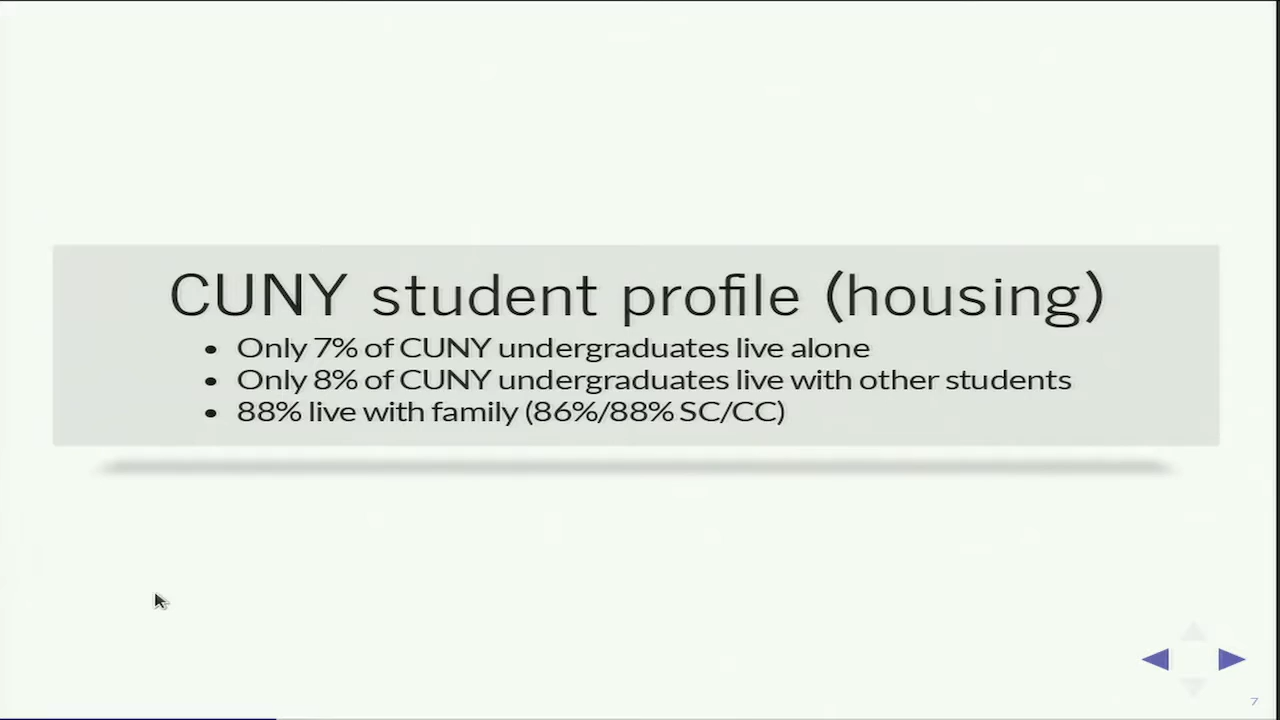 CUNY student profile (housing)
• Only 7% of CUNY undergraduates live alone
• Only 8% of CUNY undergraduates live with other students
• 88% live with family (86%/88% SC/CC)
7